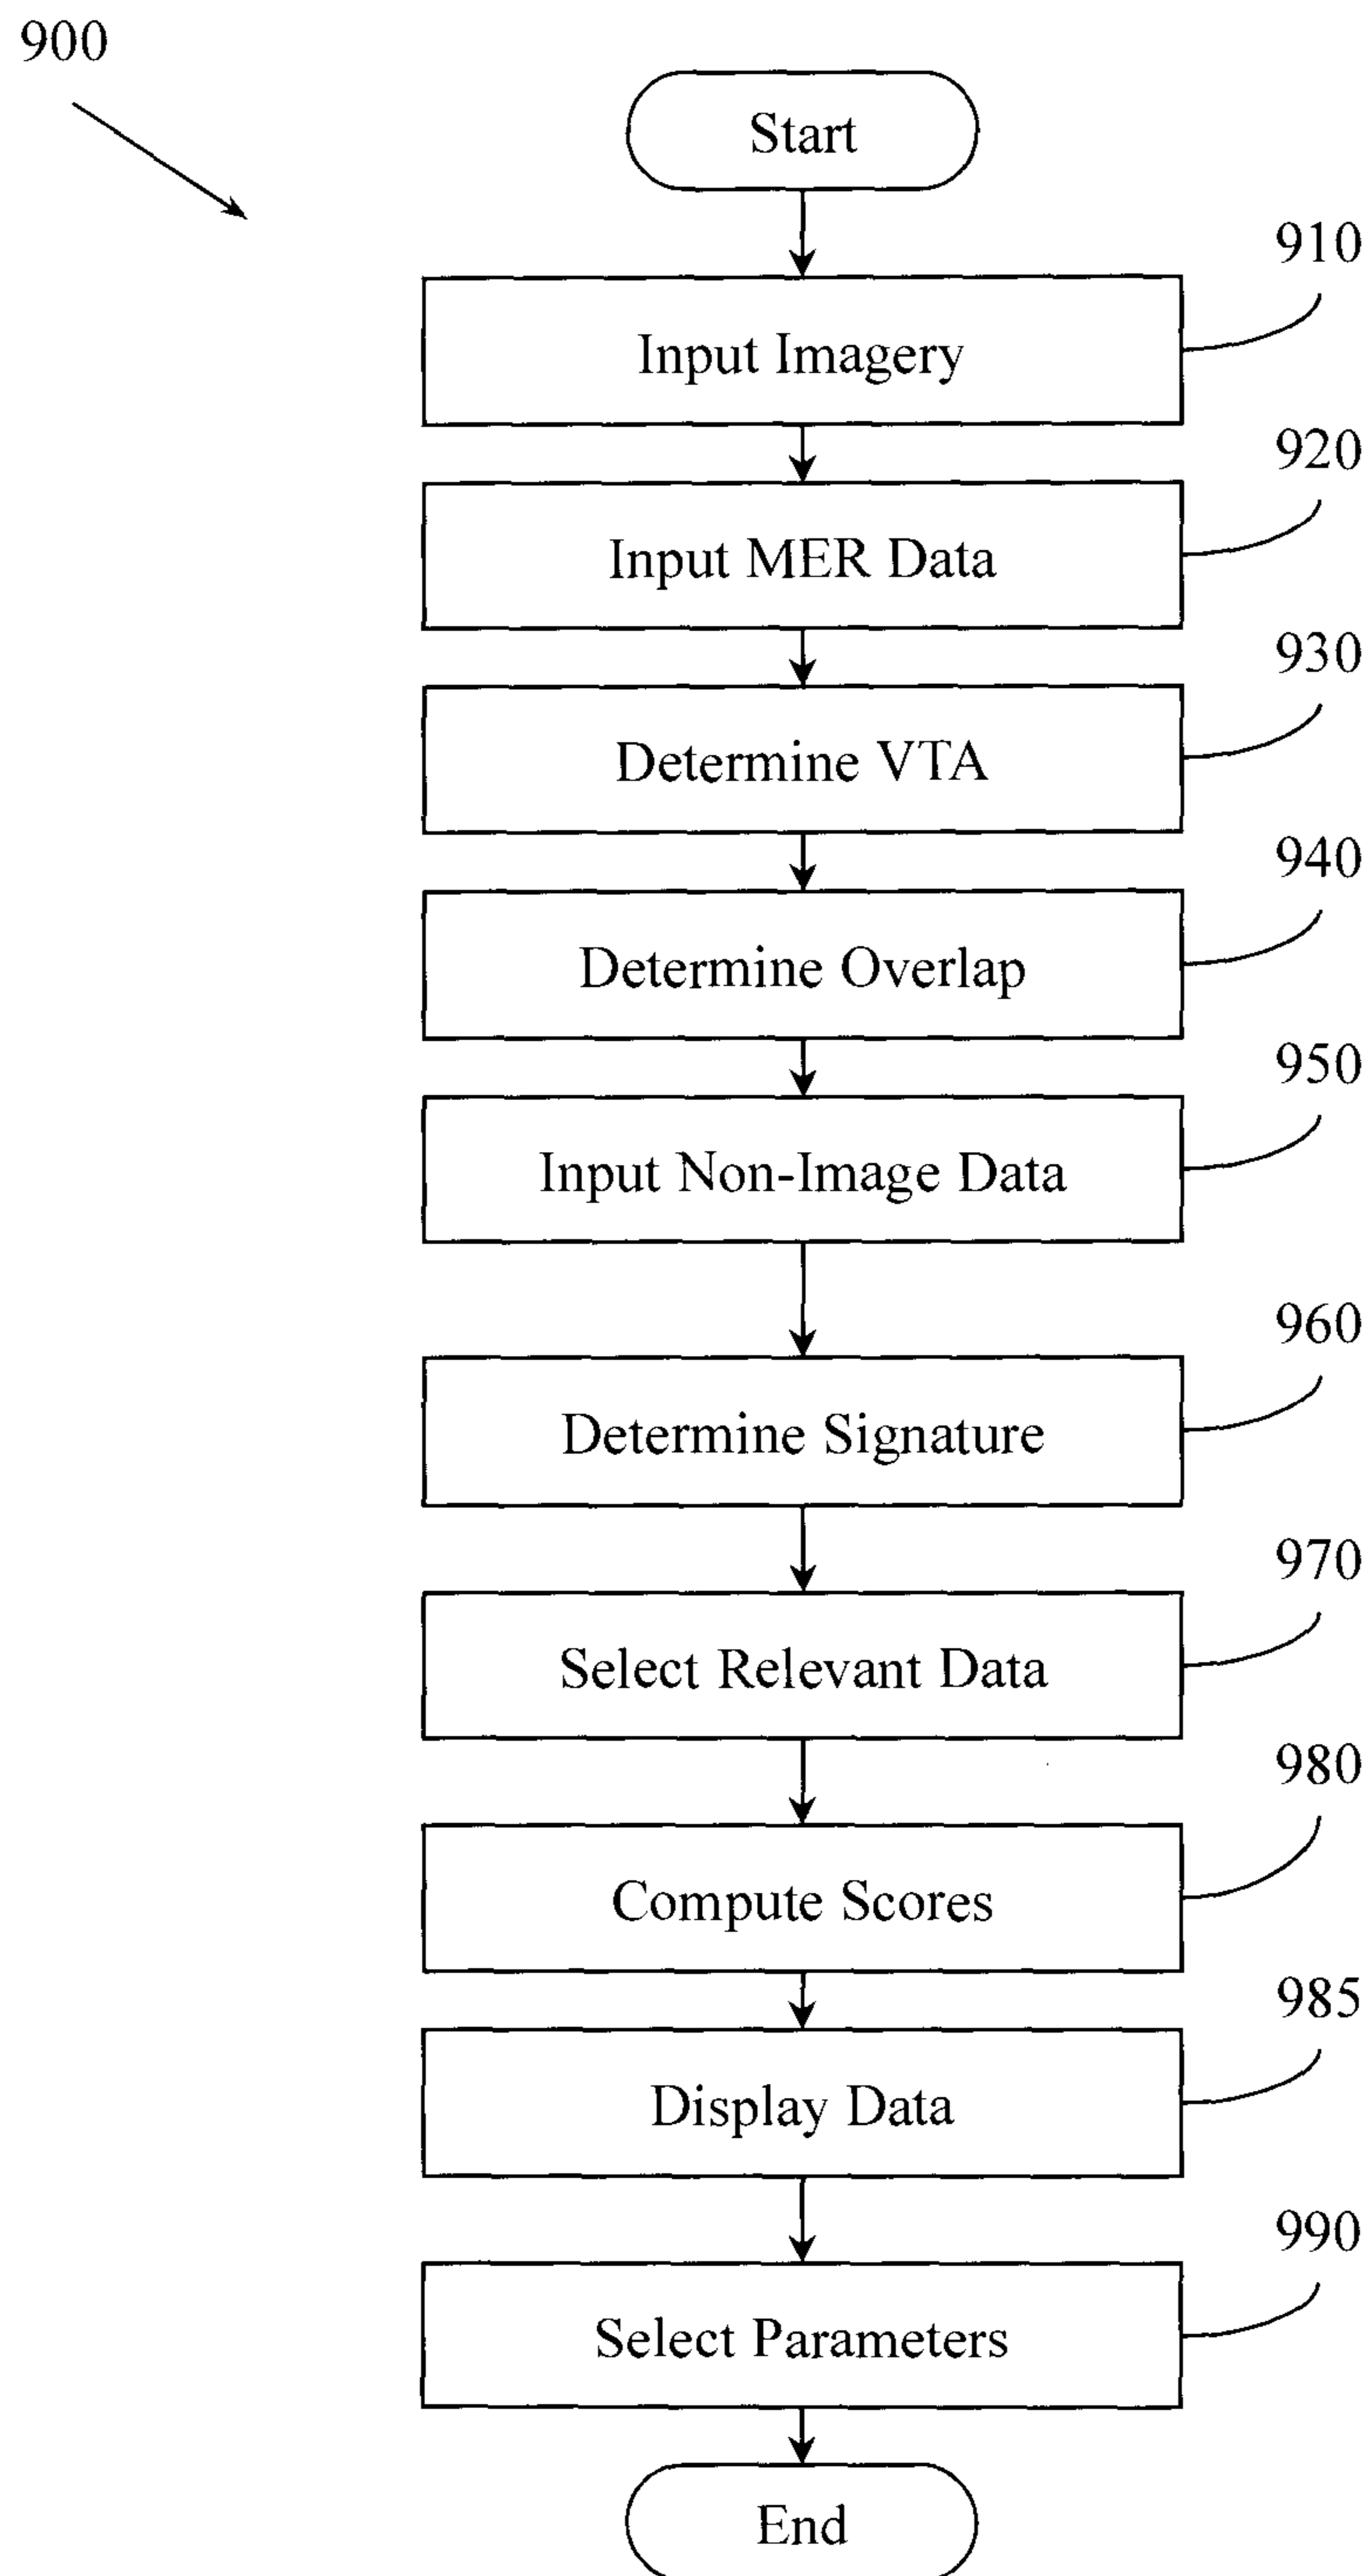 900
Start
910
Input Imagery
920
Input MER Data
930
Determine VTA
940
Determine Overlap
950
Input Non-Image Data
960
Determine Signature
970
Select Relevant Data
980
Compute Scores
985
Display Data
990
Select Parameters
End